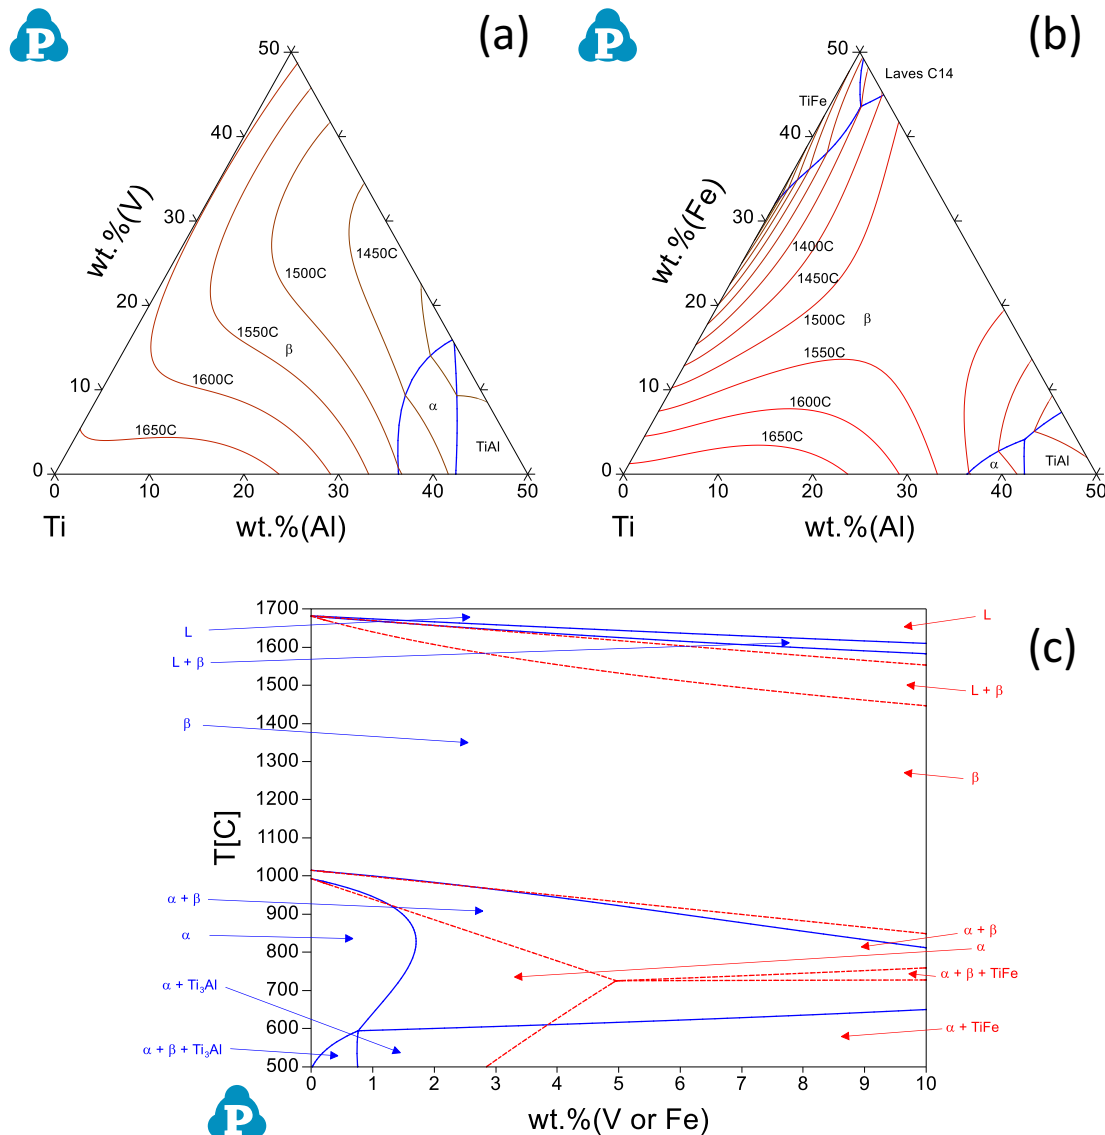 P
(a)
P
(b)
50
50
Laves C14
TiFe
40
40
wt.%(V)
wt.%(Fe)
30
30
1450C
1400C
1500C
1450C
20
20
1550C
β
1500C
β
1550C
1600C
10
10
1600C
1650C
α
1650C
TiAl
α
TiAl
0
0
0 10 20 30 40 50
0 10 20 30 40 50
Ti
wt.%(Al)
Ti
wt.%(Al)
1700
L
L
1600
L + β
(c)
1500
L + β
β
1400
1300
β
1200
T[C]
1100
1000
α + β
900
α
α + β
α
800
α + β + TiFe
α + Ti3Al
700
600
α + TiFe
α + β + Ti3Al
500
0 1 2 3 4 5 6 7 8 9 10
wt.%(V or Fe)
P